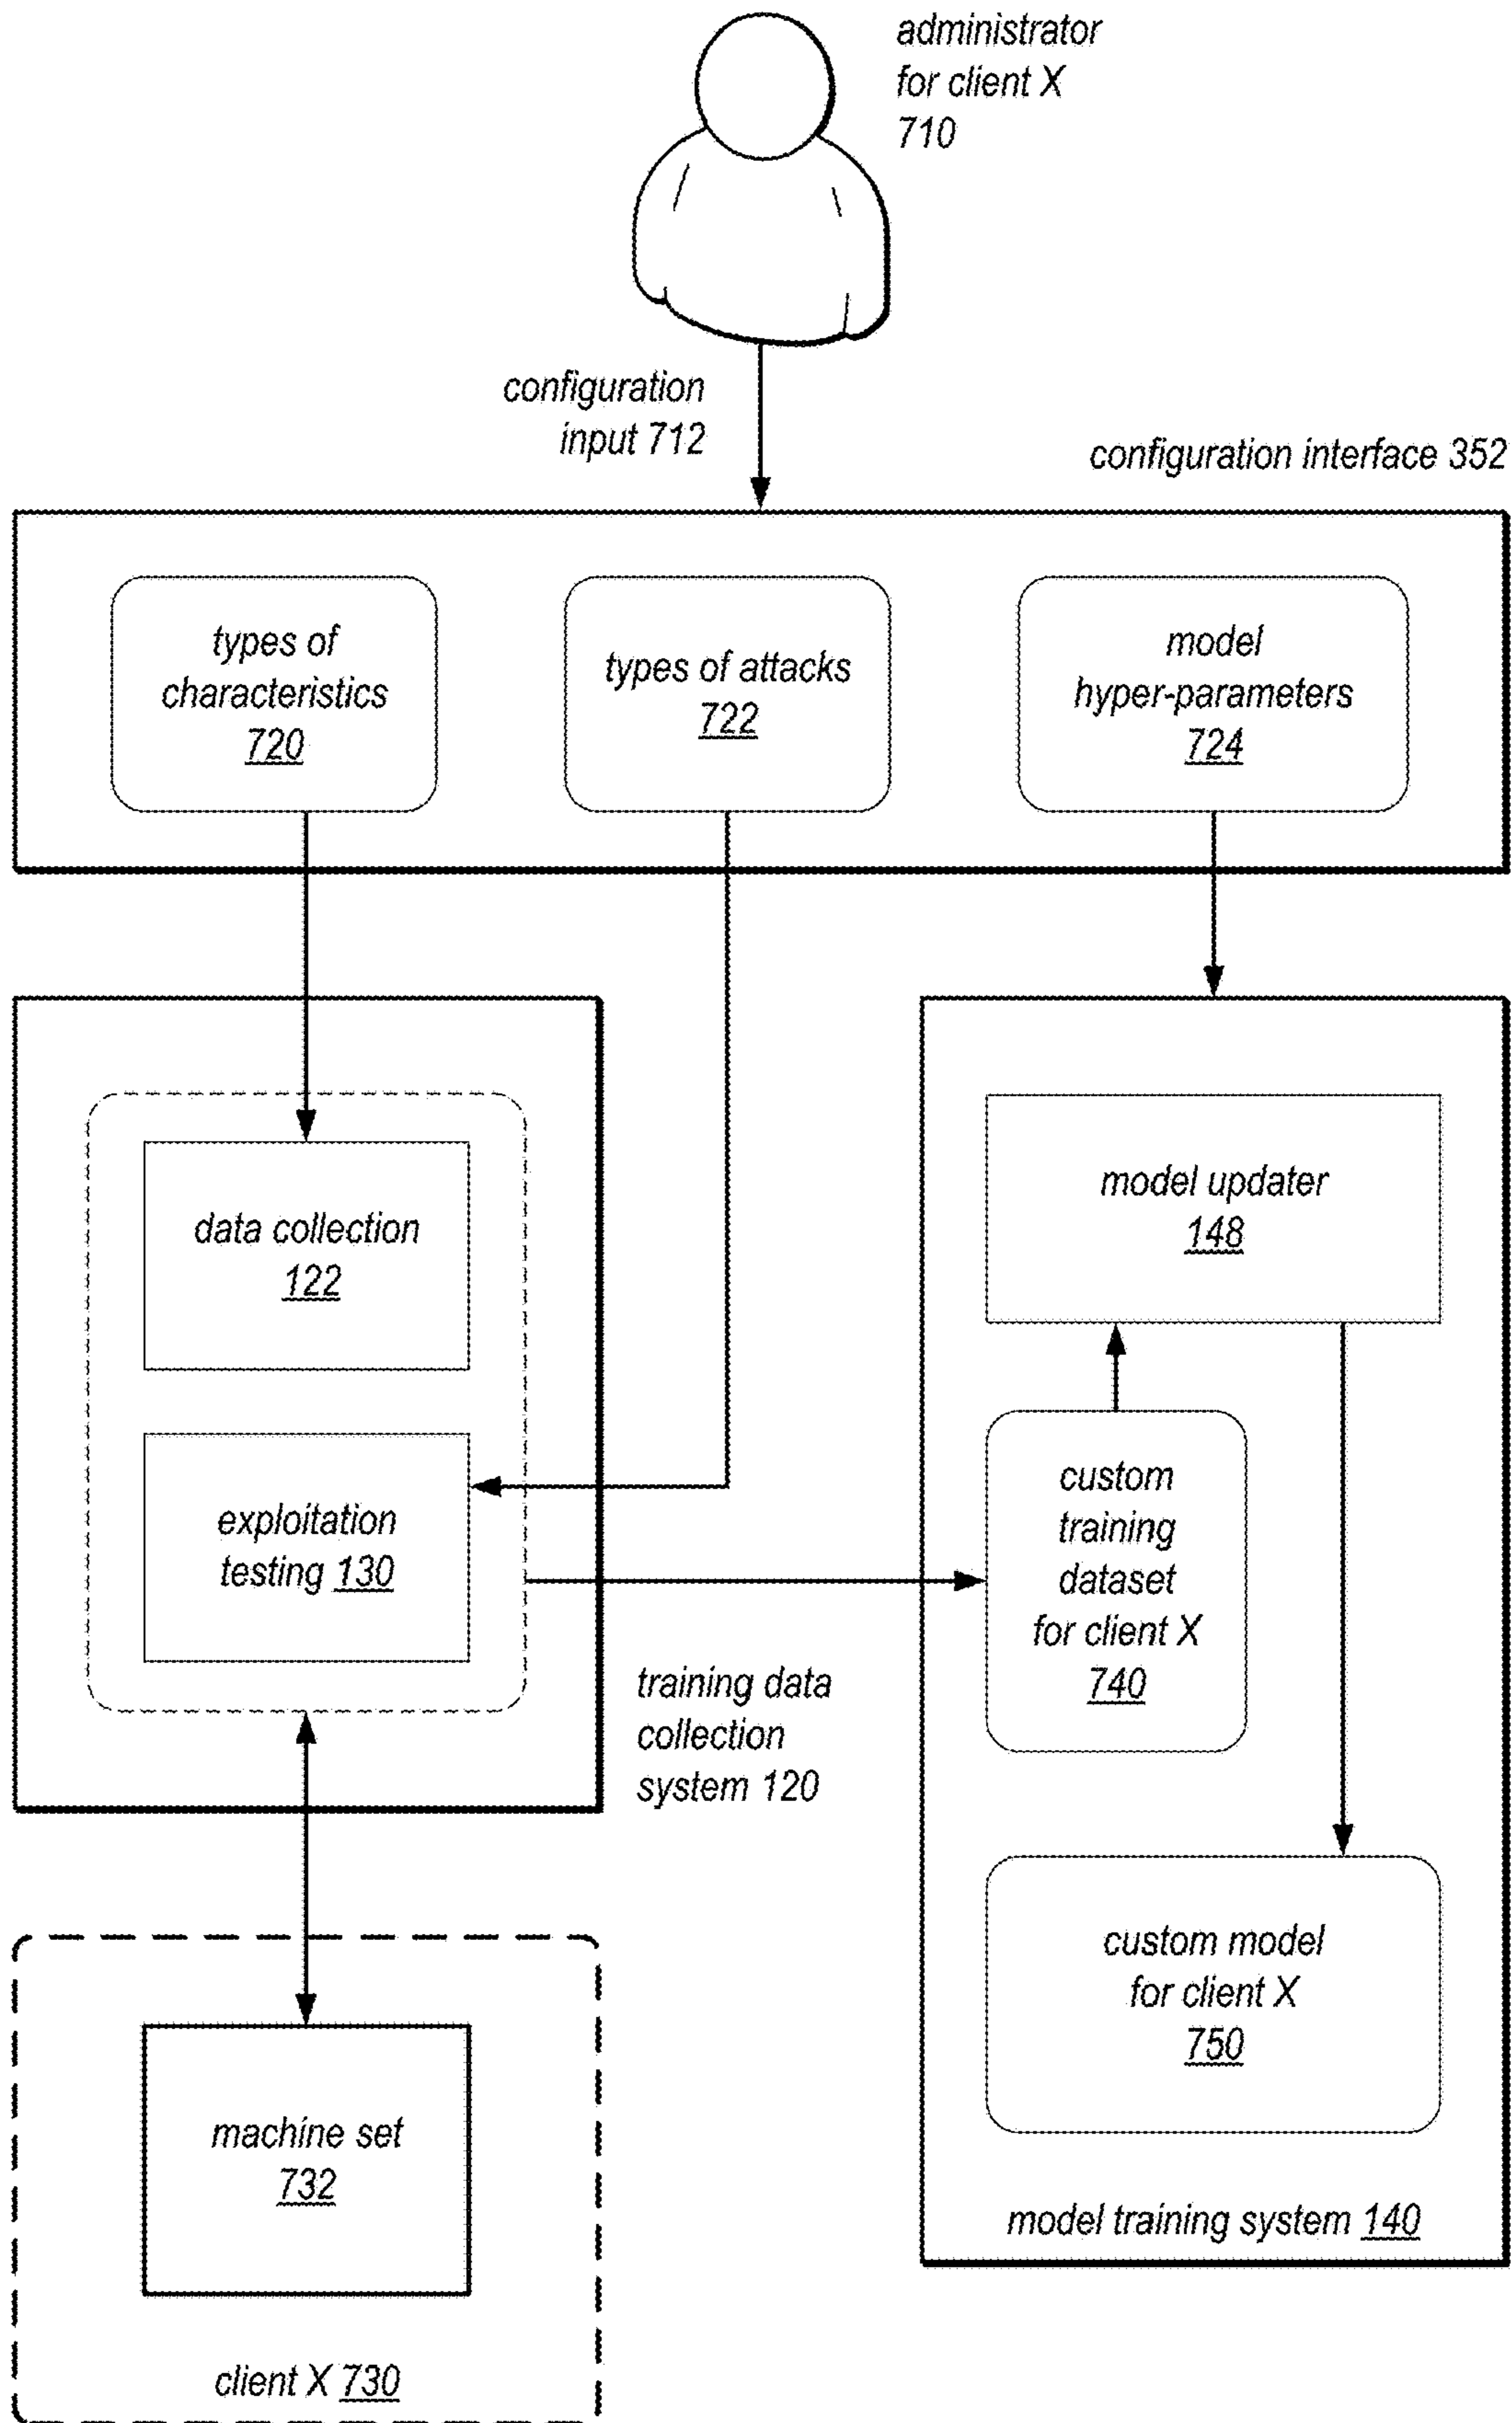 administrator
for client X
710
configuration
input 712
configuration interface 352
types of
characteristics
720
types of attacks
722
model
hyper-parameters
724
data collection
122
exploitation
testing 130
training data
collection
system 120
model updater
148
custom
training
dataset
for client X
740
custom model
for client X
750
model training system 140
machine set
732
client X 730